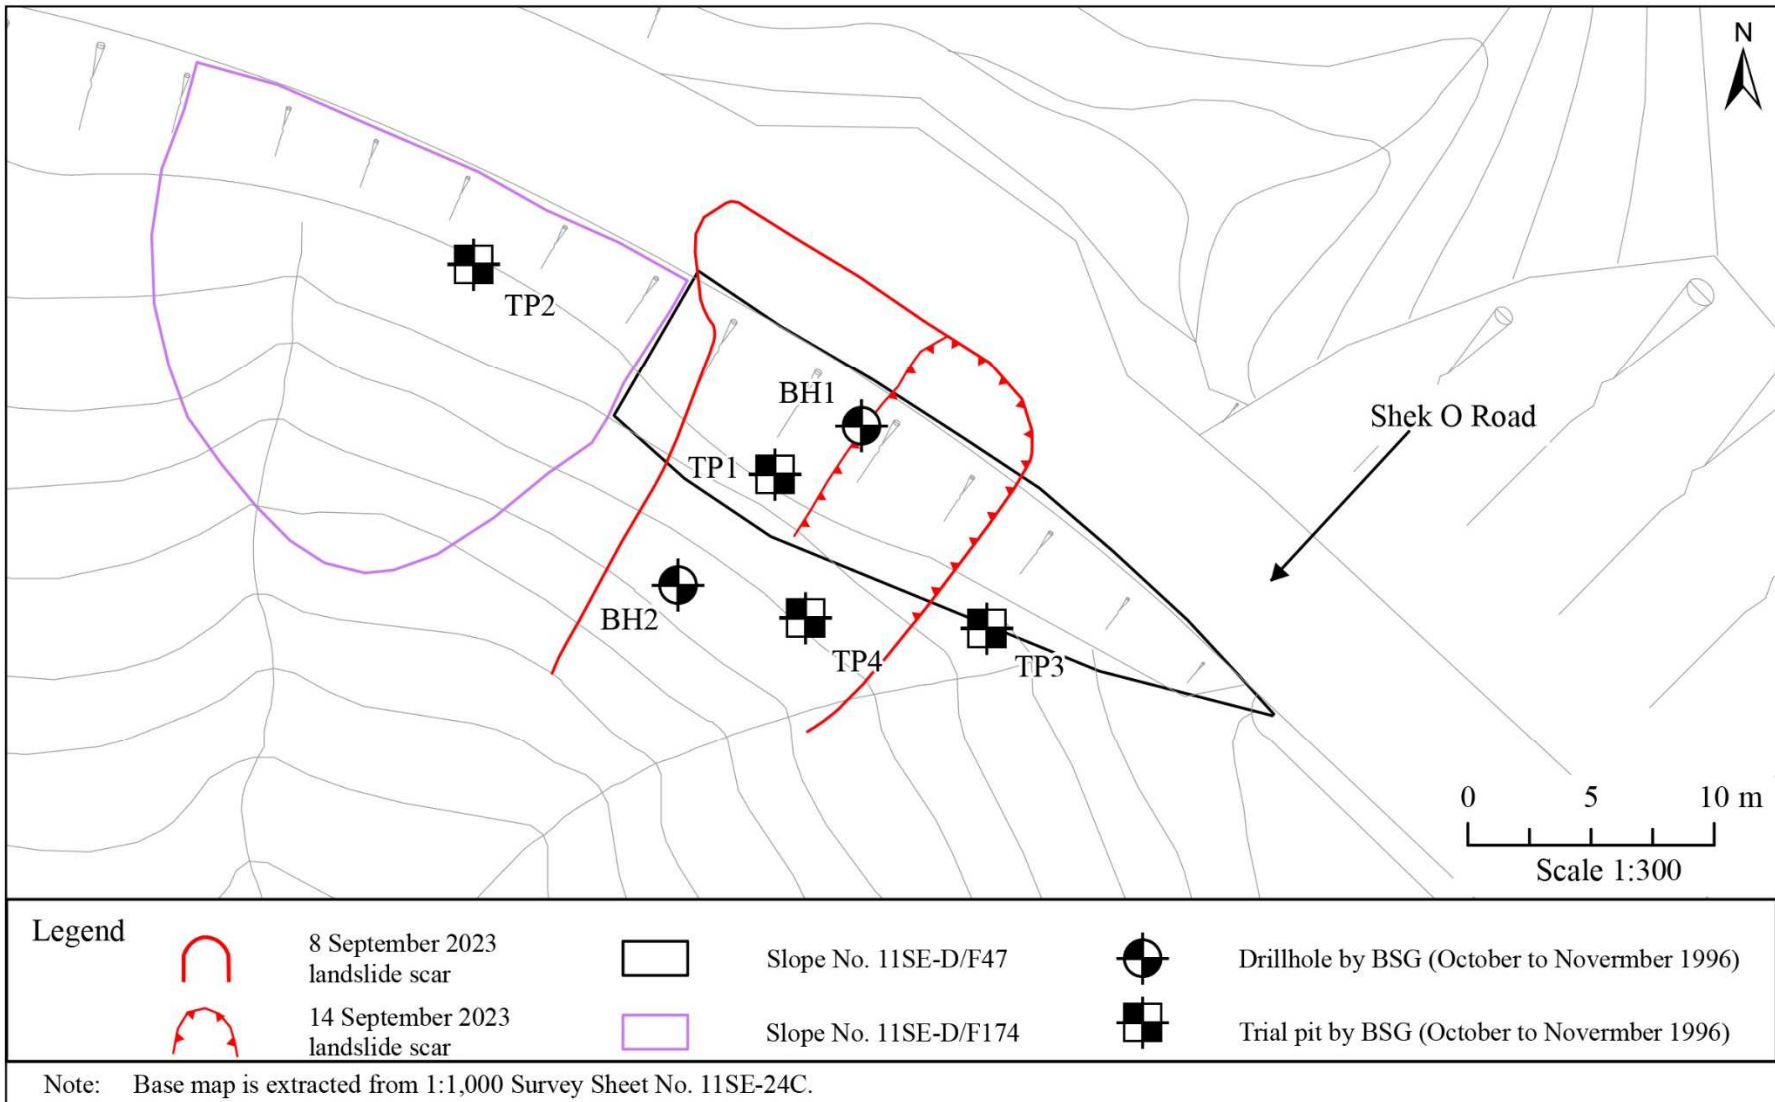 N
TP2
BH1
Shek O Road
TP1
BH2
TP4
TP3
0 5 10 m
Scale 1:300
Legend
8 September 2023
landslide scar
Slope No. 11SE-D/F47
Drillhole by BSG (October to Novermber 1996)
14 September 2023
landslide scar
Slope No. 11SE-D/F174
Trial pit by BSG (October to Novermber 1996)
Note: Base map is extracted from 1:1,000 Survey Sheet No. 11SE-24C.